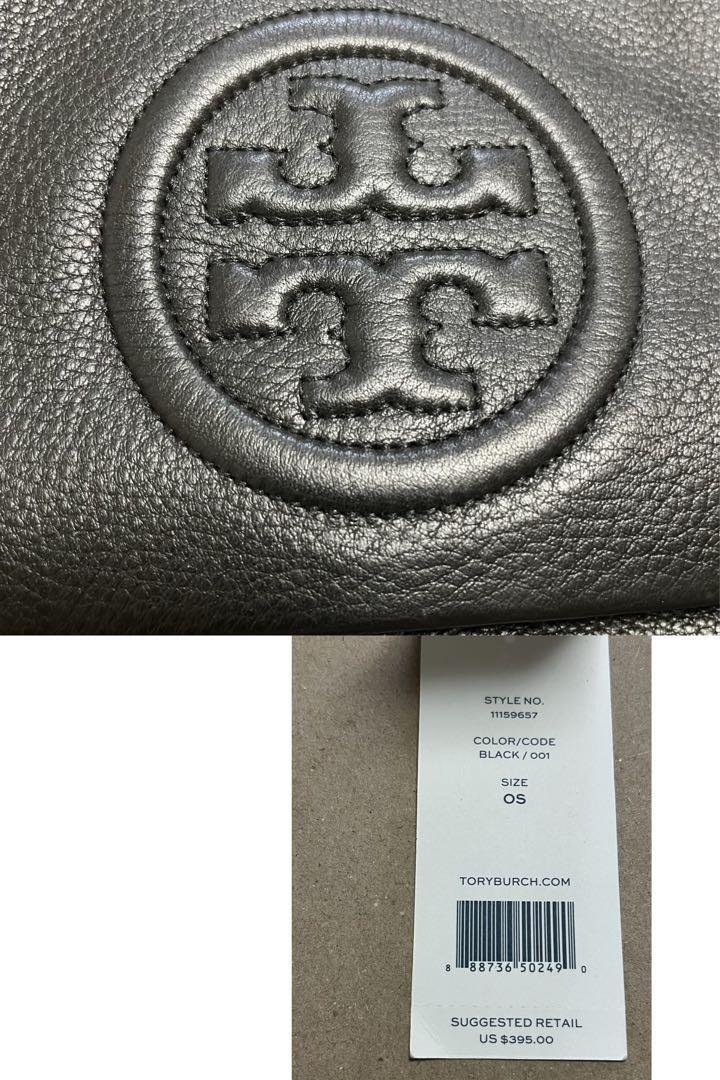 STYLE NO.
11159657
COLOR/CODE
BLACK / 001
SIZE
OS
TORYBURCH.COM
8 88736 50249 0
SUGGESTED RETAIL
US $395.00